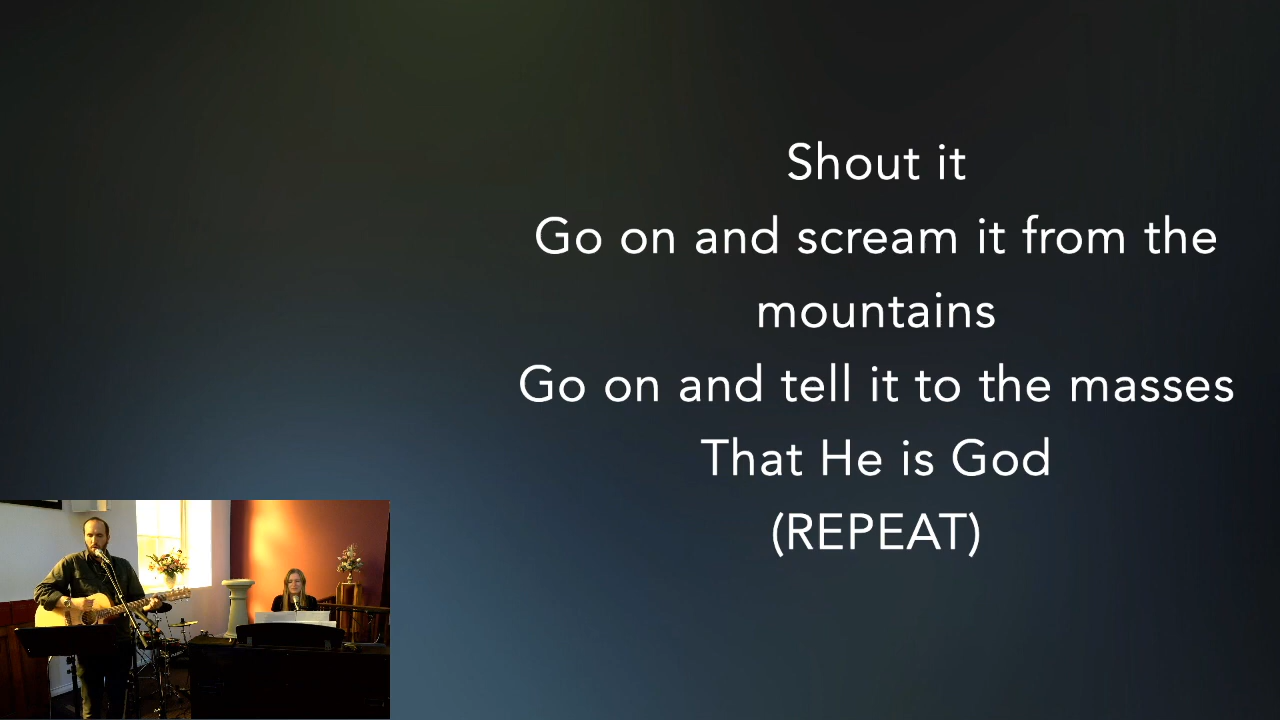 Shout it
Go on and scream it from the
mountains
Go on and tell it to the masses
That He is God
(REPEAT)